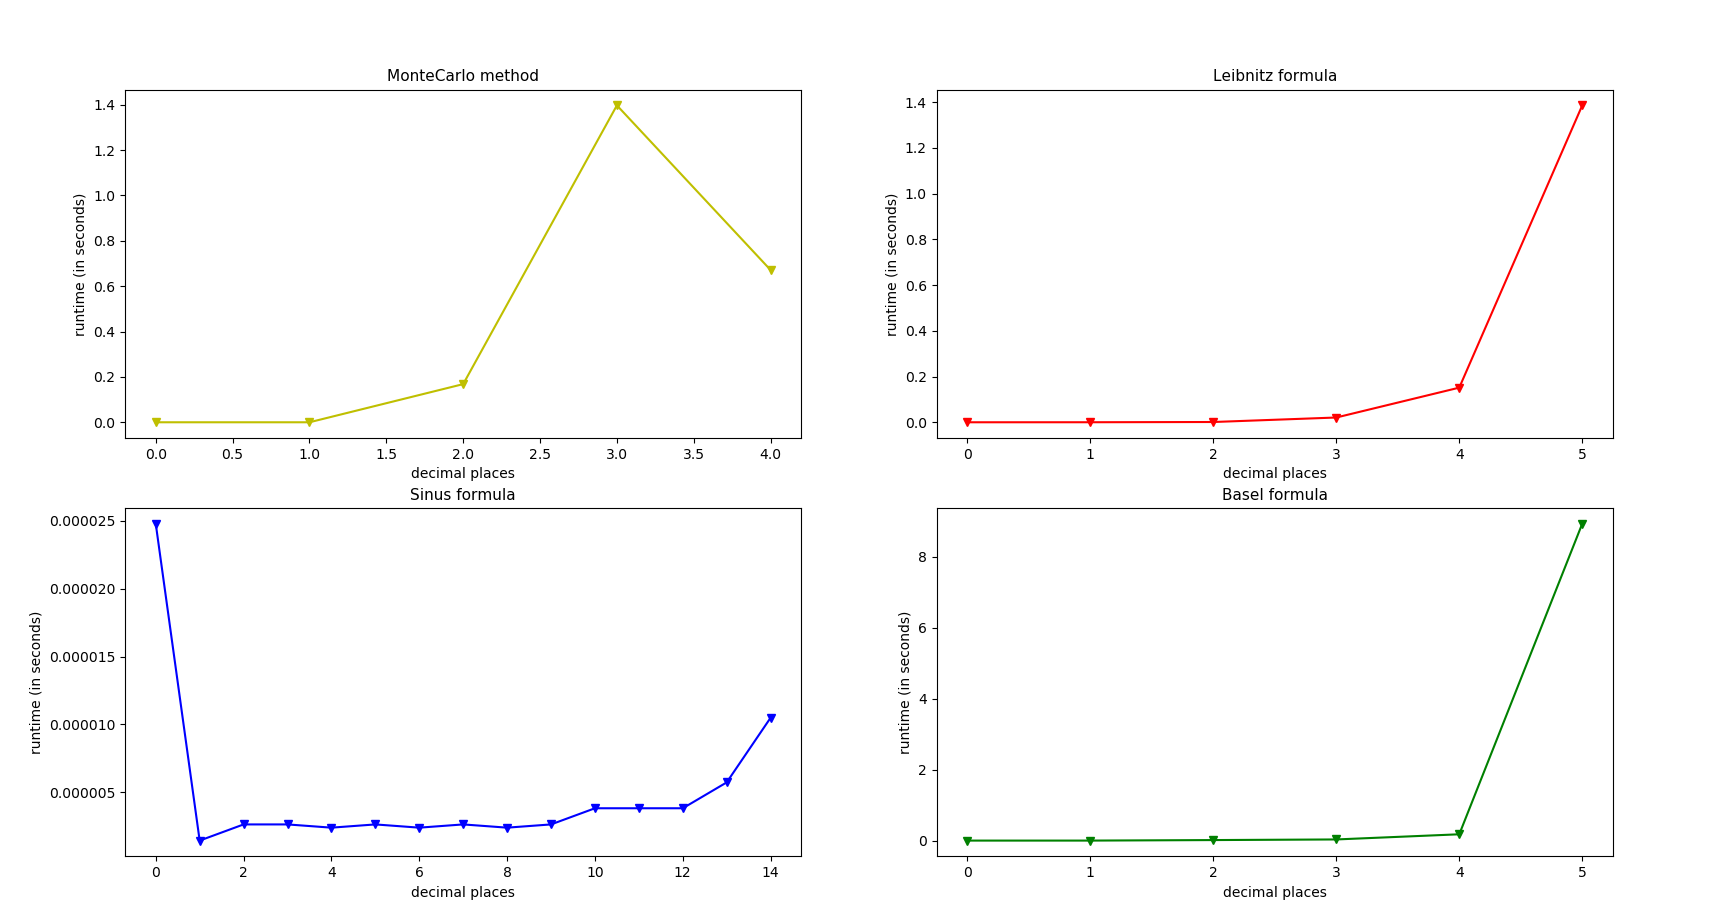 MonteCarlo method
1.4
1.2
1.0
0.8
0.6
0.4
0.2
0.0
runtime (in seconds)
0.0 0.5 1.0 1.5 2.0 2.5 3.0 3.5 4.0
decimal places
Leibnitz formula
1.4
1.2
1.0
0.8
0.6
0.4
0.2
0.0
runtime (in seconds)
0 1 2 3 4 5
decimal places
Sinus formula
0.000025
0.000020
0.000015
0.000010
0.000005
runtime (in seconds)
0 2 4 6 8 10 12 14
decimal places
Basel formula
8
6
4
2
0
runtime (in seconds)
0 1 2 3 4 5
decimal places